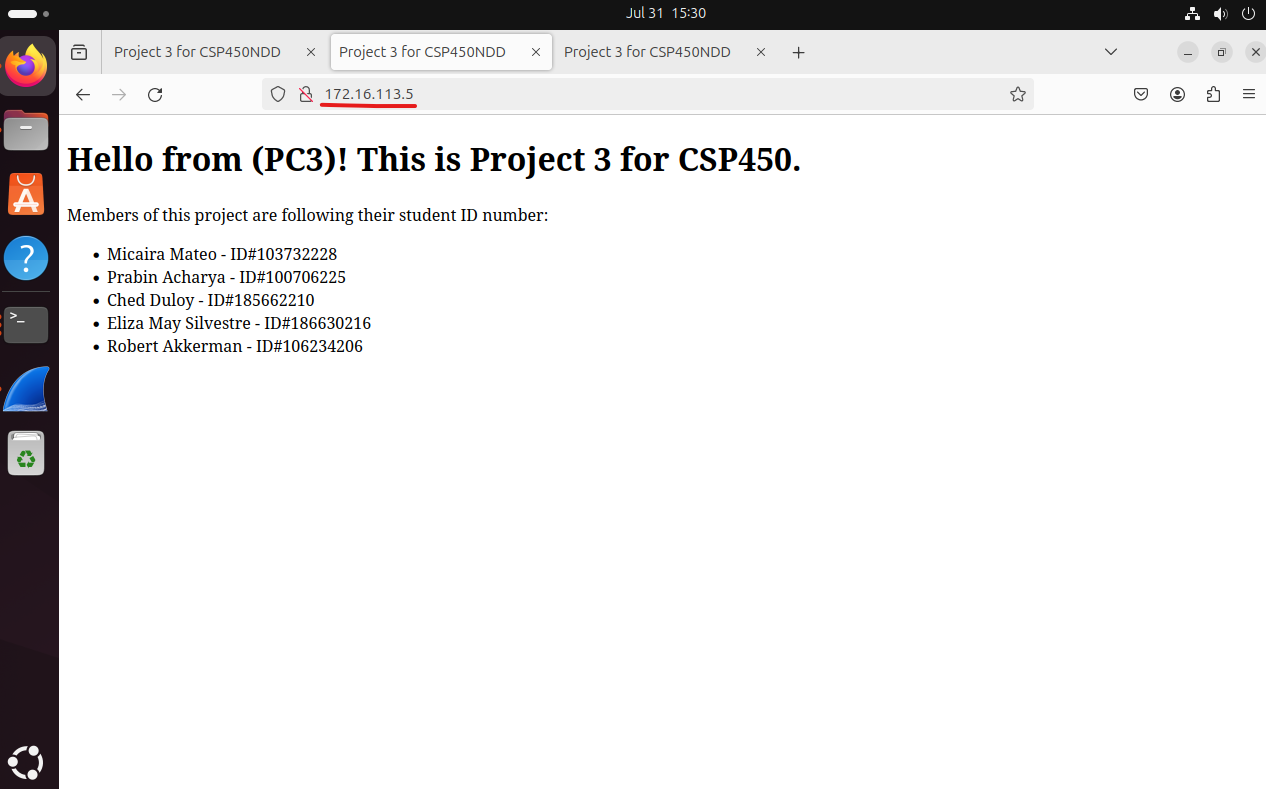 Jul 31 15:30
Project 3 for CSP450NDD
Project 3 for CSP450NDD
Project 3 for CSP450NDD
172.16.113.5
Hello from (PC3)! This is Project 3 for CSP450.
Members of this project are following their student ID number:
Micaira Mateo - ID#103732228
Prabin Acharya - ID#100706225
Ched Duloy - ID#185662210
Eliza May Silvestre - ID#186630216
Robert Akkerman - ID#106234206